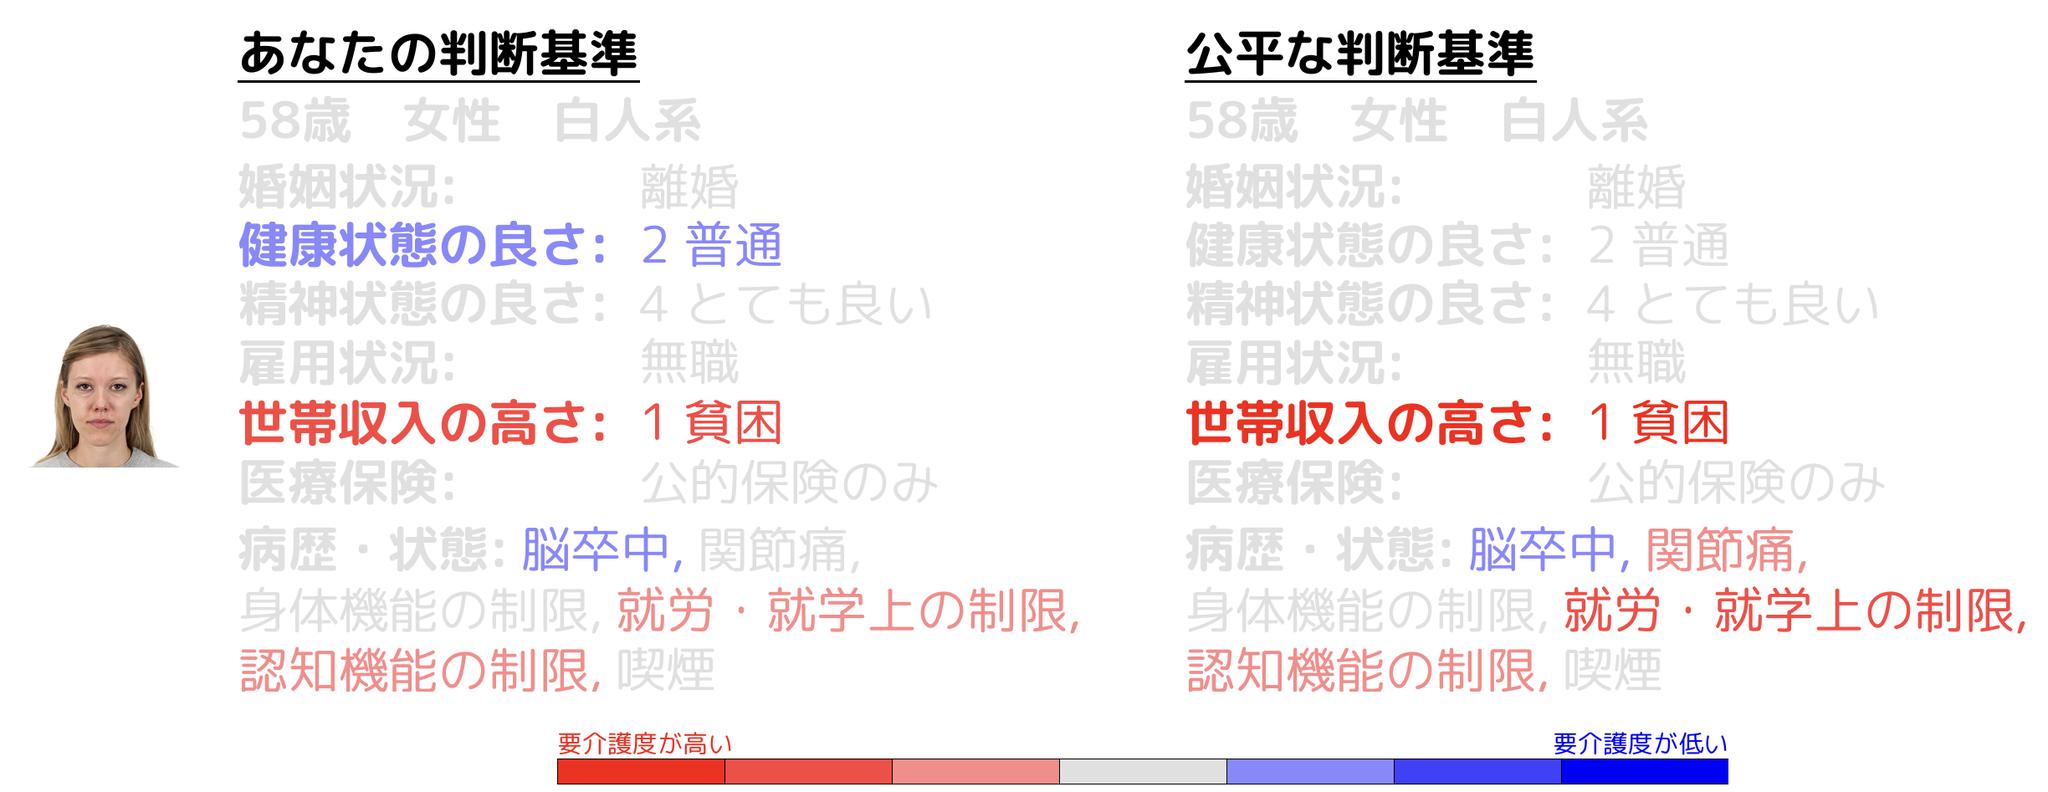 あなたの判断基準
58歳　女性　白人系
婚姻状況: 離婚
健康状態の良さ: 2 普通
精神状態の良さ: 4 とても良い
雇用状況: 無職
世帯収入の高さ: 1 貧困
医療保険: 公的保険のみ
病歴・状態: 脳卒中, 関節痛,
身体機能の制限, 就労・就学上の制限,
認知機能の制限, 喫煙
公平な判断基準
58歳　女性　白人系
婚姻状況: 離婚
健康状態の良さ: 2 普通
精神状態の良さ: 4 とても良い
雇用状況: 無職
世帯収入の高さ: 1 貧困
医療保険: 公的保険のみ
病歴・状態: 脳卒中, 関節痛,
身体機能の制限, 就労・就学上の制限,
認知機能の制限, 喫煙
要介護度が高い
要介護度が低い